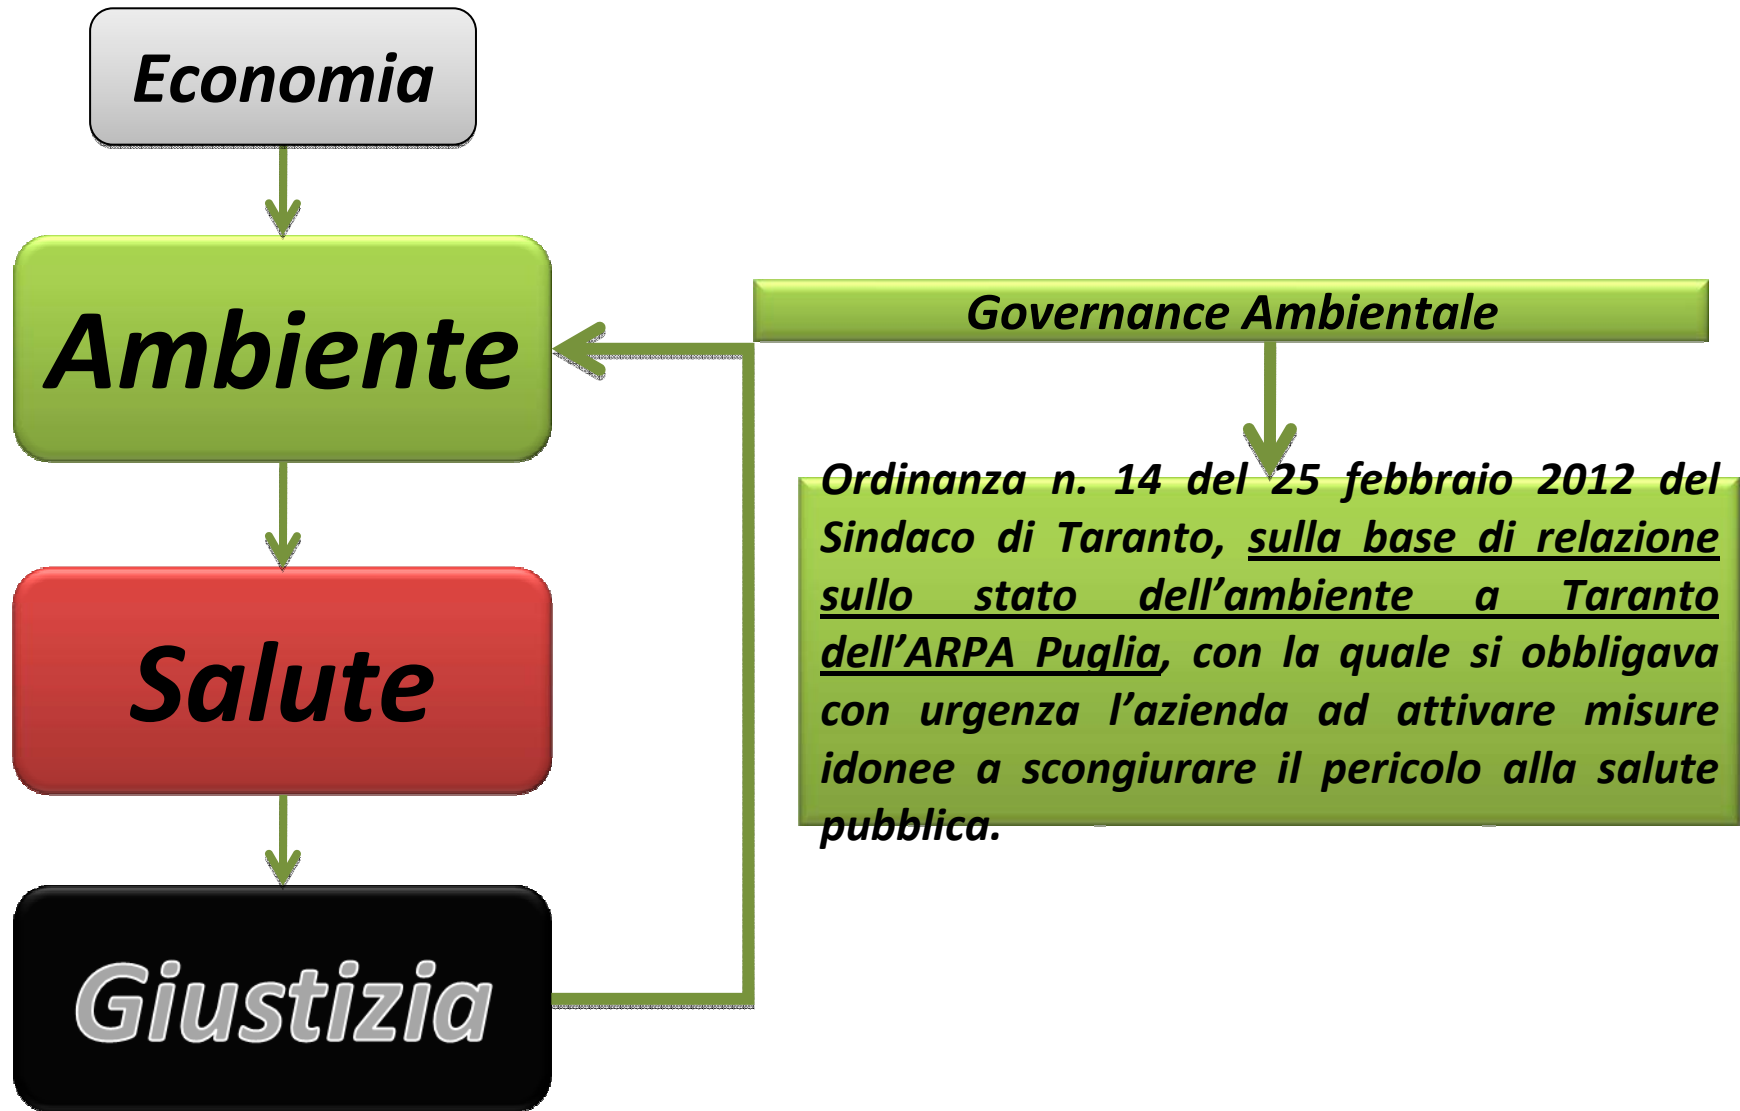 Economia
Ambiente
Salute
Giustizia
Governance Ambientale
Ordinanza n. 14 del 25 febbraio 2012 del
Sindaco di Taranto, sulla base di relazione
sullo stato dell’ambiente a Taranto
dell’ARPA Puglia, con la quale si obbligava
con urgenza l’azienda ad attivare misure
idonee a scongiurare il pericolo alla salute
pubblica.